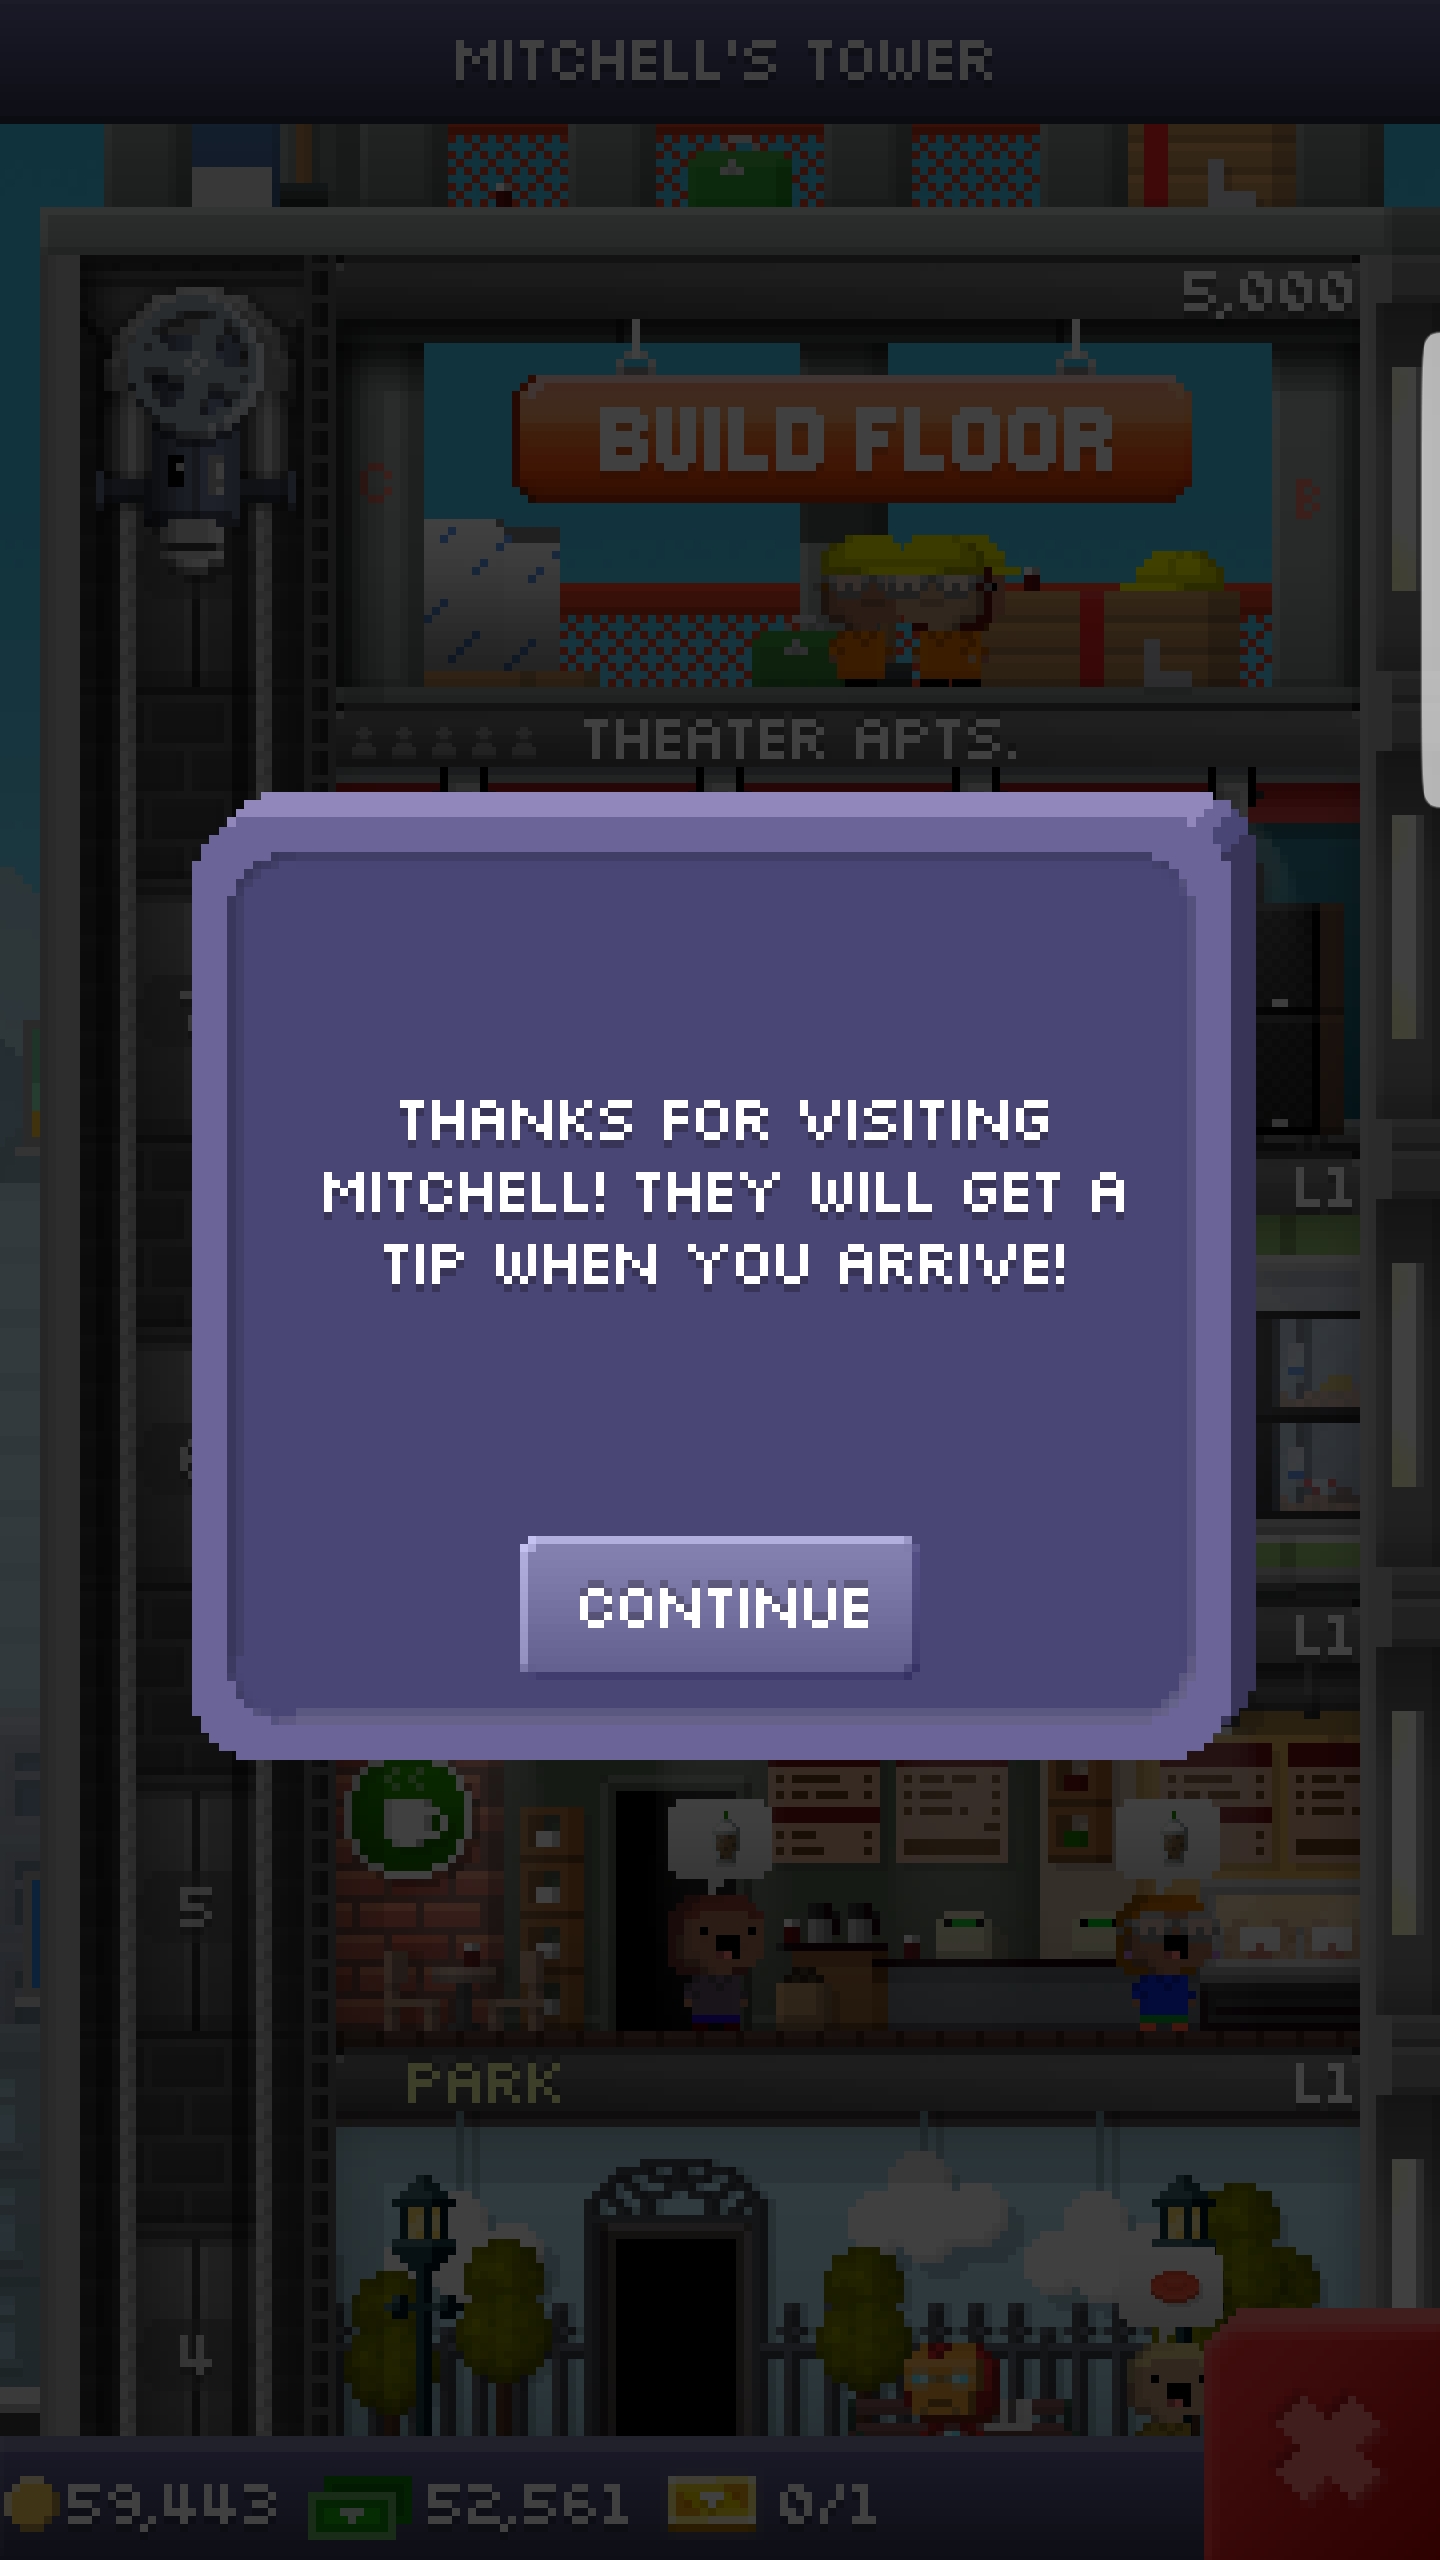 MITCHELL'S TOWER
5,000
BUILD FLOOR
C
B
THEATER APTS.
THANKS FOR VISITING
MITCHELL! THEY WILL GET A
TIP WHEN YOU ARRIVE!
L1
CONTINUE
L1
5
PARK
L1
4
59,443
52,561
0/1